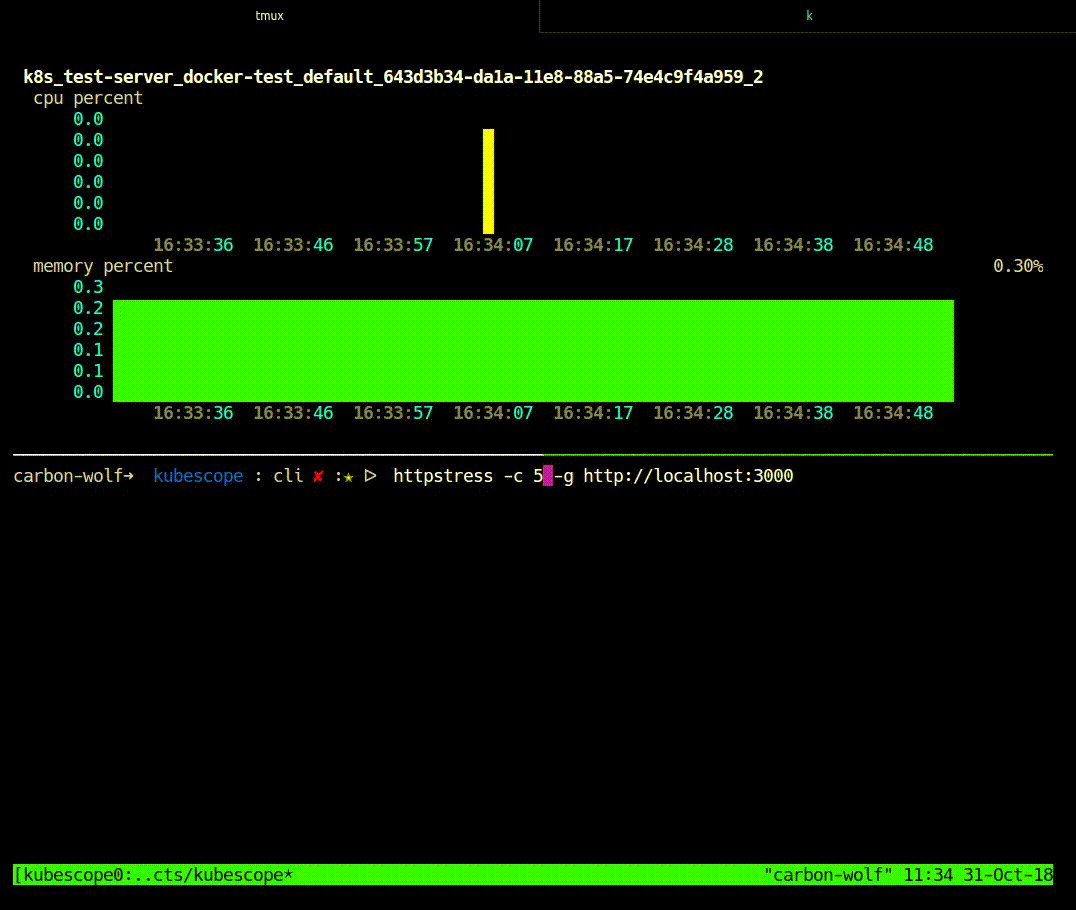 tmux k
k8s_test-server_docker-test_default_643d3b34-da1a-11e8-88a5-74e4c9f4a959_2
cpu percent
0.0
0.0
0.0
0.0
0.0
0.0
16:33:36 16:33:46 16:33:57 16:34:07 16:34:17 16:34:28 16:34:38 16:34:48
memory percent 0.30%
0.3
0.2
0.2
0.1
0.1
0.0
16:33:36 16:33:46 16:33:57 16:34:07 16:34:17 16:34:28 16:34:38 16:34:48
carbon-wolf➜ kubescope : cli ✘ :★ ▷ httpstress -c 5 -g http://localhost:3000
[kubescope0:..cts/kubescope* "carbon-wolf" 11:34 31-Oct-18